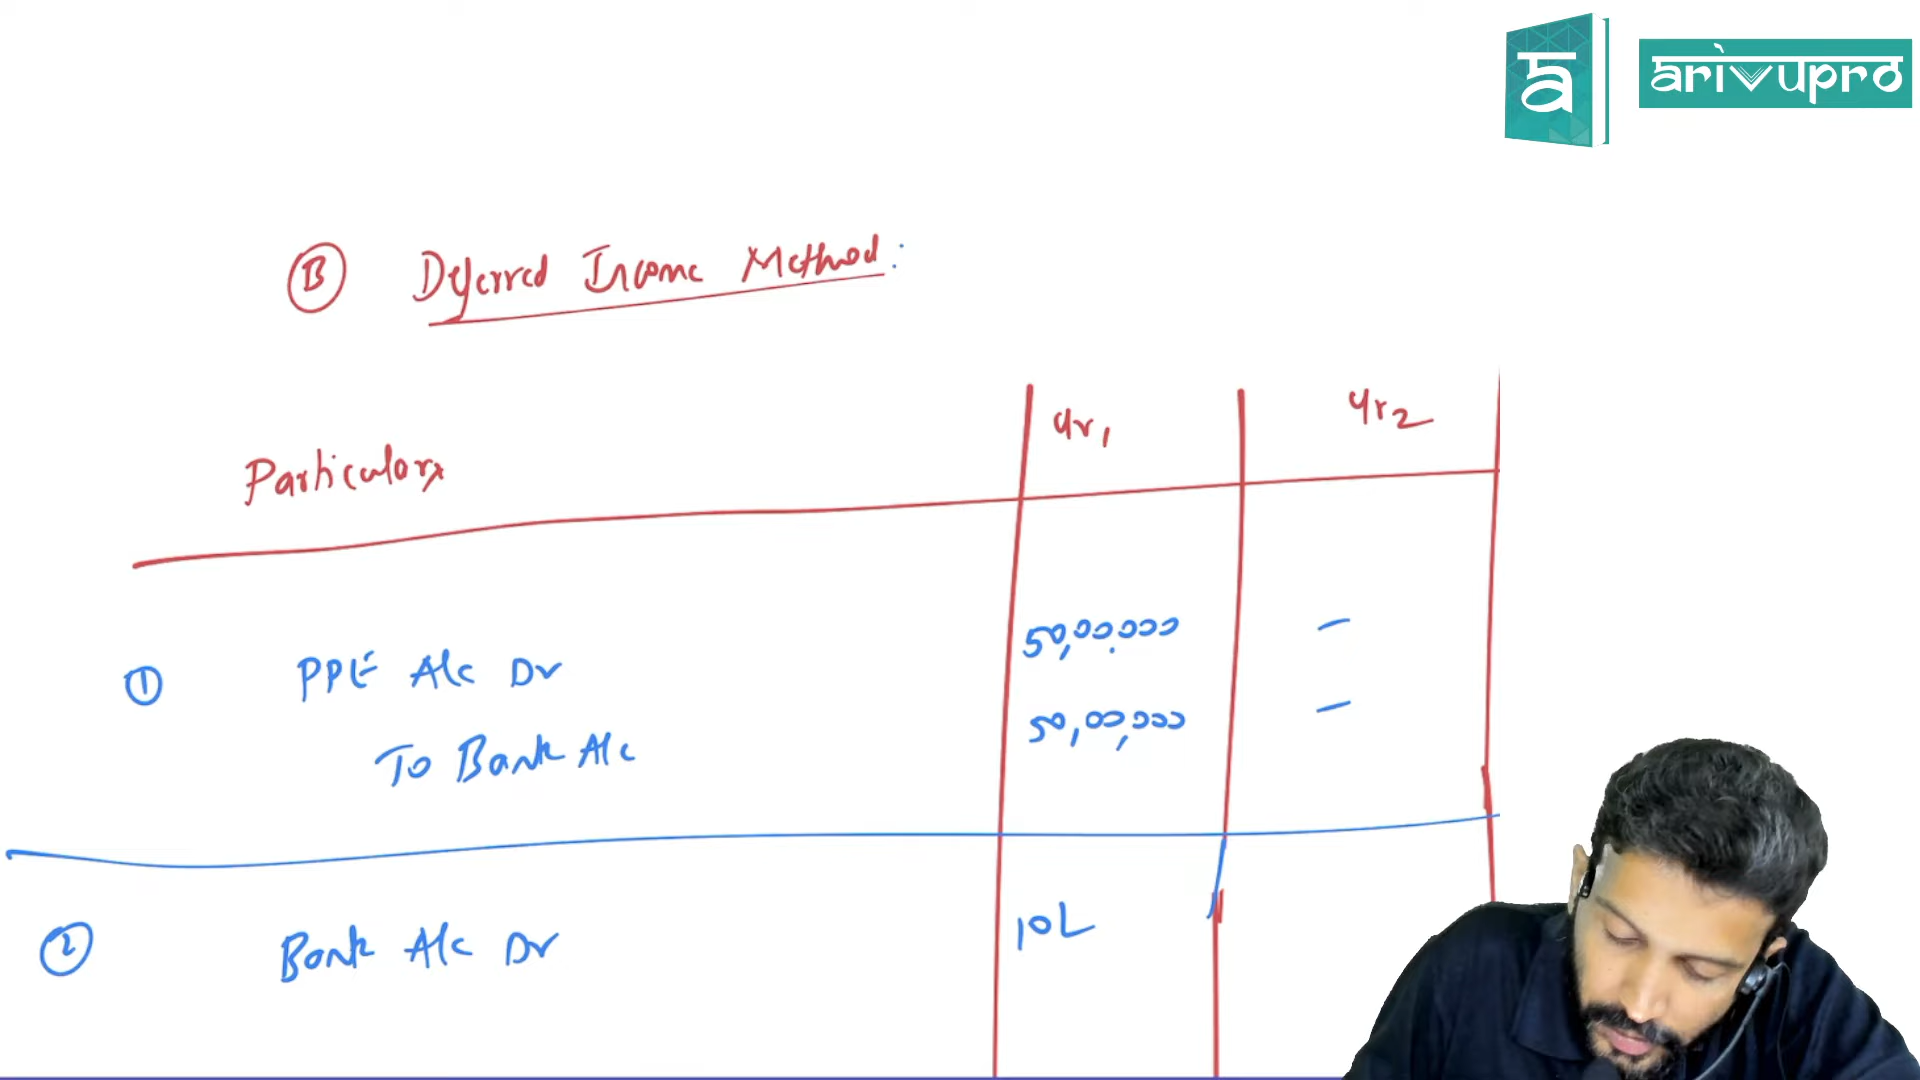 a arivupro
B Deferred Income Method:
Particulars Yr1 Yr2
50,00,000 –
1 PPE A/c Dr
50,00,000 –
To Bank A/c
10L
2 Bank A/c Dr